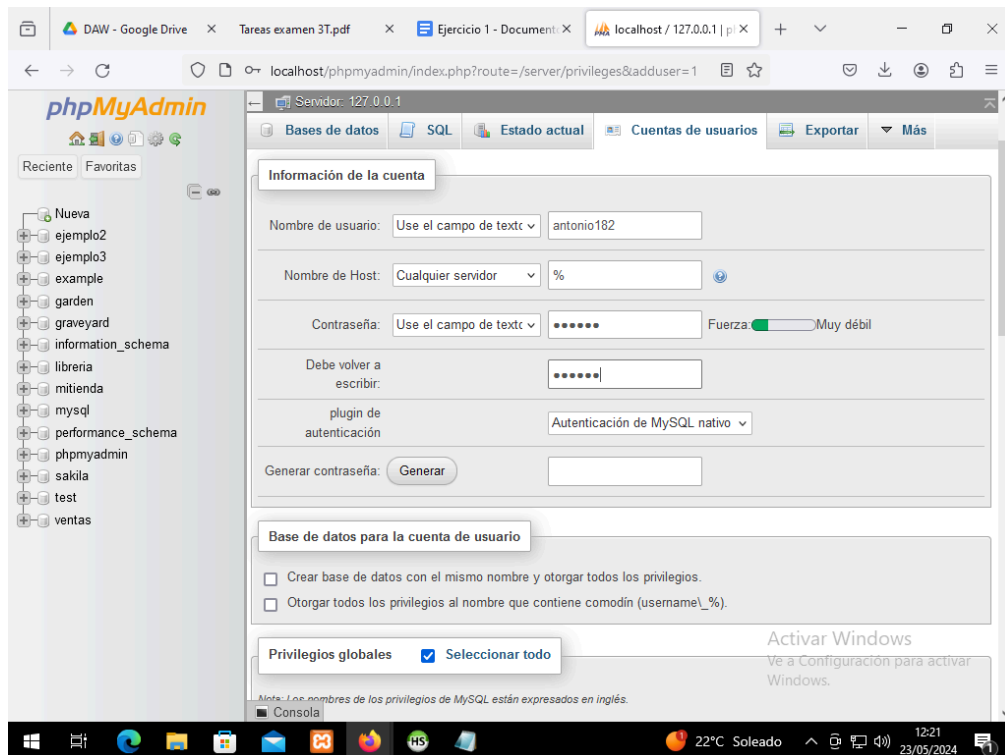 DAW - Google Drive
Tareas examen 3T.pdf
Ejercicio 1 - Document
localhost / 127.0.0.1 | p
localhost/phpmyadmin/index.php?route=/server/privileges&adduser=1
phpMyAdmin
Reciente Favoritas
Nueva
ejemplo2
ejemplo3
example
garden
graveyard
information_schema
libreria
mitienda
mysql
performance_schema
phpmyadmin
sakila
test
ventas
Servidor: 127.0.0.1
Bases de datos SQL Estado actual Cuentas de usuarios Exportar Más
Información de la cuenta
Nombre de usuario: Use el campo de texto antonio182
Nombre de Host: Cualquier servidor %
Contraseña: Use el campo de texto •••••• Fuerza: Muy débil
Debe volver a
escribir: ••••••
plugin de
autenticación Autenticación de MySQL nativo
Generar contraseña: Generar
Base de datos para la cuenta de usuario
Crear base de datos con el mismo nombre y otorgar todos los privilegios.
Otorgar todos los privilegios al nombre que contiene comodín (username\_%).
Privilegios globales Seleccionar todo
Nota: Los nombres de los privilegios de MySQL están expresados en inglés.
Consola
Activar Windows
Ve a Configuración para activar
Windows.
HS
1
22°C Soleado
12:21
23/05/2024